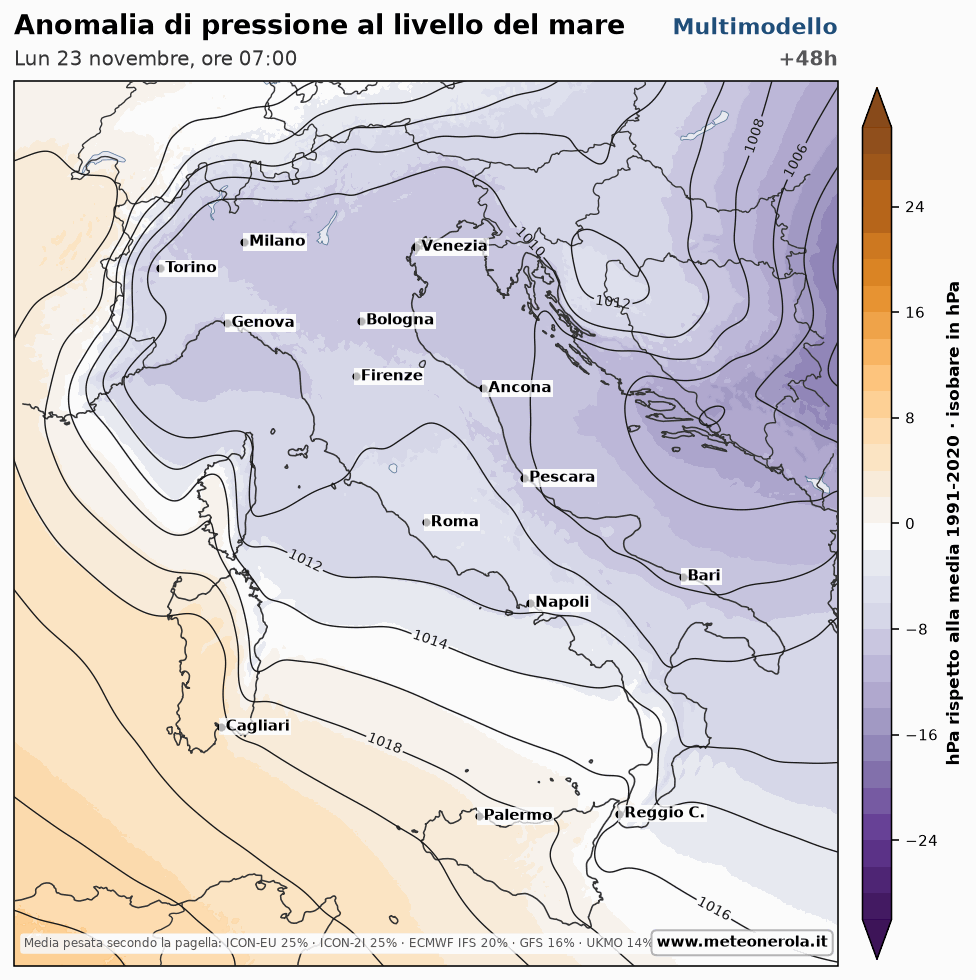 Anomalia di pressione al livello del mare
Multimodello
Lun 23 novembre, ore 07:00
+48h
1008
1006
24
Milano
Venezia
1010
Torino
1012
16
Genova
Bologna
Firenze
Ancona
8
Pescara
Roma
0
1012
Bari
Napoli
−8
1014
Cagliari
1018
−16
Palermo
Reggio C.
−24
1016
hPa rispetto alla media 1991-2020 · isobare in hPa
Media pesata secondo la pagella: ICON-EU 25% · ICON-2I 25% · ECMWF IFS 20% · GFS 16% · UKMO 14%
www.meteonerola.it